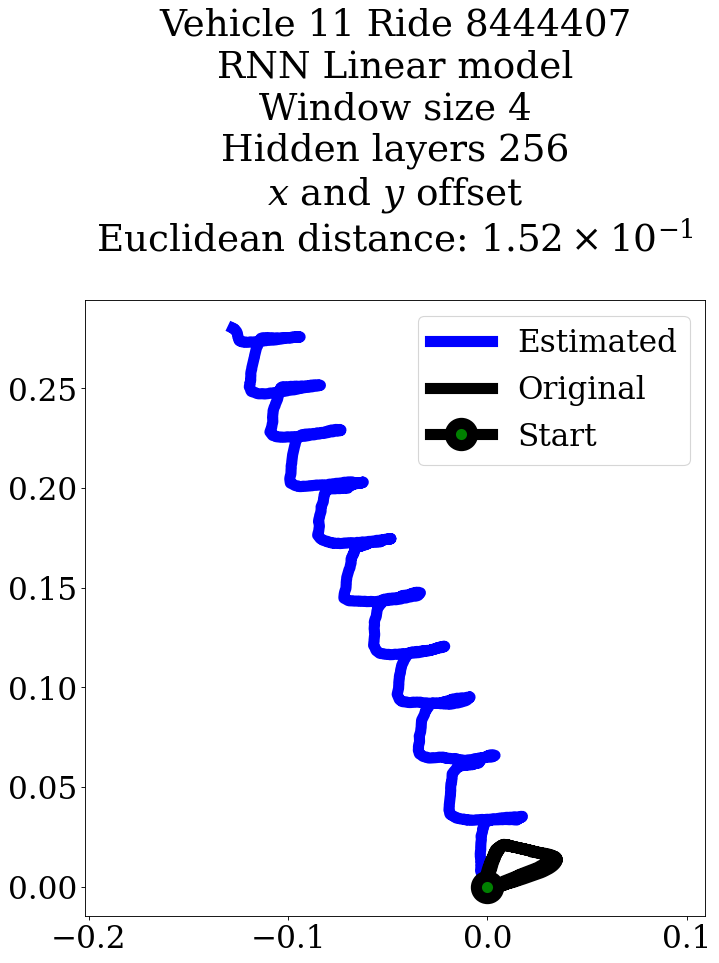 Vehicle 11 Ride 8444407
RNN Linear model
Window size 4
Hidden layers 256
x and y offset
Euclidean distance: 1.52 × 10⁻¹
Estimated
Original
Start
0.25
0.20
0.15
0.10
0.05
0.00
−0.2 −0.1 0.0 0.1